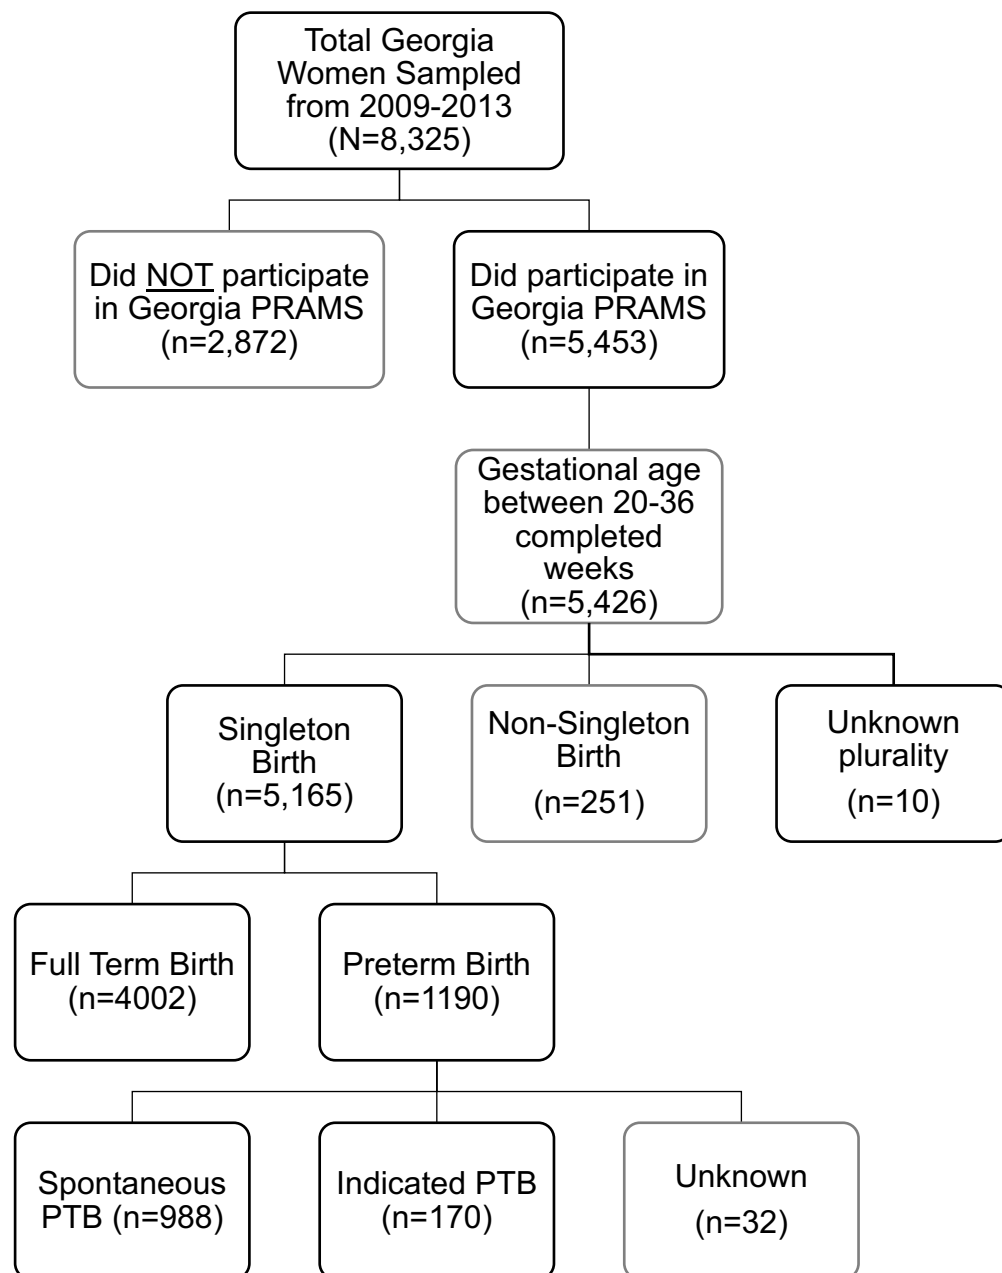 Total Georgia
Women Sampled
from 2009-2013
(N=8,325)
Did NOT participate
in Georgia PRAMS
(n=2,872)
Did participate in
Georgia PRAMS
(n=5,453)
Gestational age
between 20-36
completed
weeks
(n=5,426)
Singleton
Birth
(n=5,165)
Non-Singleton
Birth
(n=251)
Unknown
plurality
(n=10)
Full Term Birth
(n=4002)
Preterm Birth
(n=1190)
Spontaneous
PTB (n=988)
Indicated PTB
(n=170)
Unknown
(n=32)